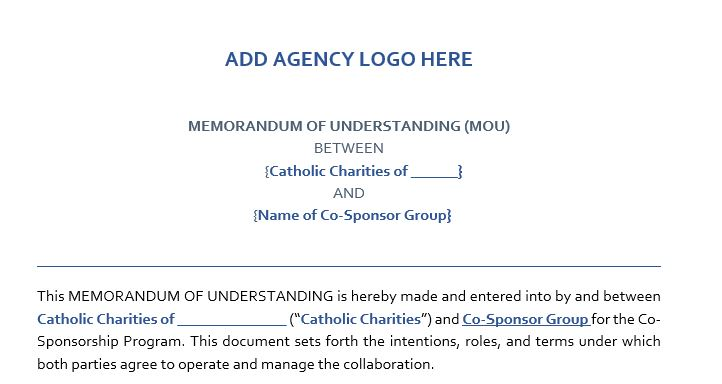 ADD AGENCY LOGO HERE
MEMORANDUM OF UNDERSTANDING (MOU)
BETWEEN
{Catholic Charities of ______}
AND
{Name of Co-Sponsor Group}
This MEMORANDUM OF UNDERSTANDING is hereby made and entered into by and between
Catholic Charities of ______________ (“Catholic Charities”) and Co-Sponsor Group for the Co-
Sponsorship Program. This document sets forth the intentions, roles, and terms under which
both parties agree to operate and manage the collaboration.